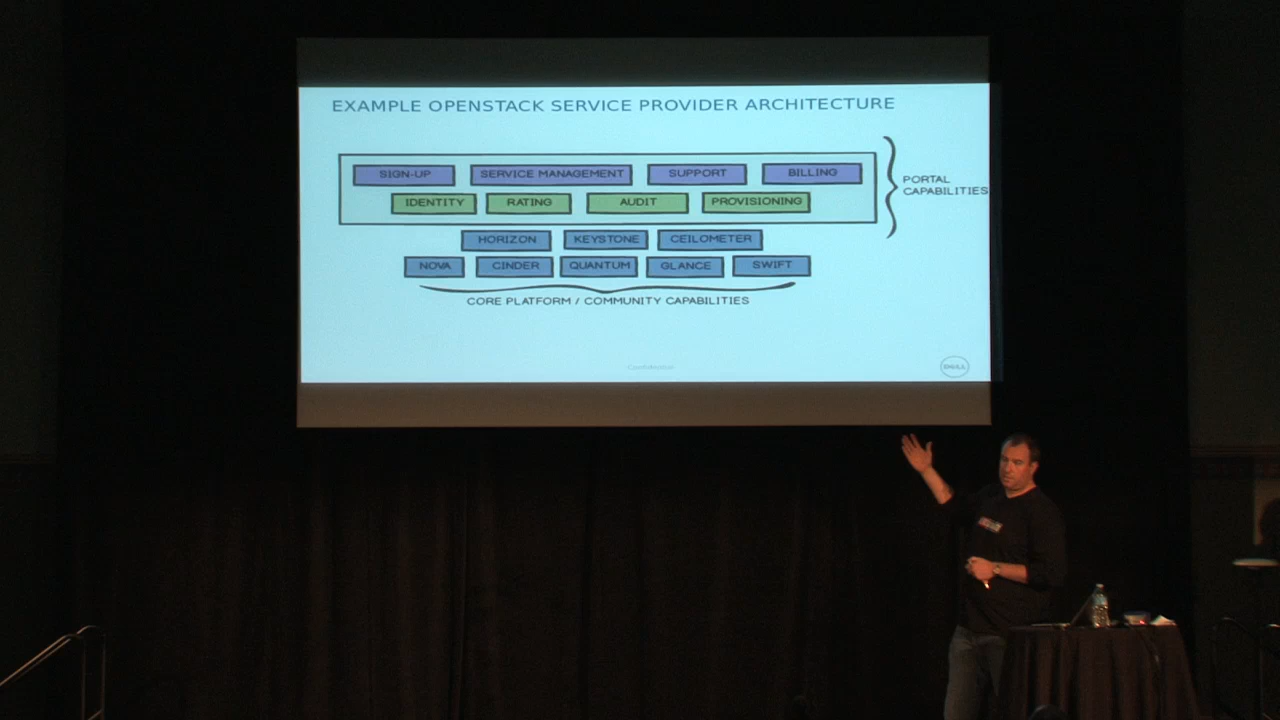 EXAMPLE OPENSTACK SERVICE PROVIDER ARCHITECTURE
SIGN-UP SERVICE MANAGEMENT SUPPORT BILLING
IDENTITY RATING AUDIT PROVISIONING
PORTAL
CAPABILITIES
HORIZON KEYSTONE CEILOMETER
NOVA CINDER QUANTUM GLANCE SWIFT
CORE PLATFORM / COMMUNITY CAPABILITIES
Confidential
DELL